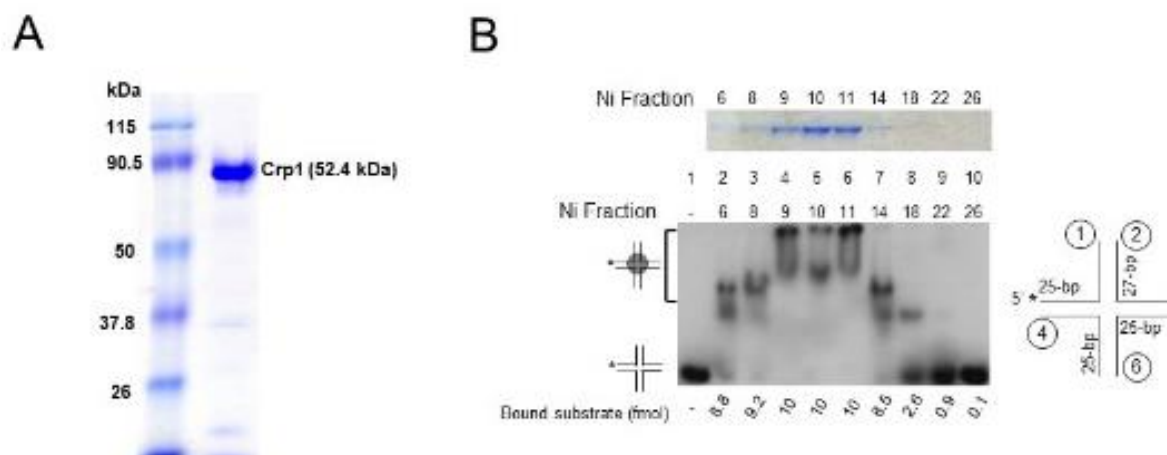 A
kDa
115
90.5
50
37.8
26
Crp1 (52.4 kDa)
B
Ni Fraction 6 8 9 10 11 14 18 22 26
1 2 3 4 5 6 7 8 9 10
Ni Fraction - 6 8 9 10 11 14 18 22 26
* 
*
Bound substrate (fmol) - 8.8 9.2 10 10 10 8.5 2.6 0.9 0.1
1 2
27-bp
5' * 25-bp
4 25-bp
25-bp
6